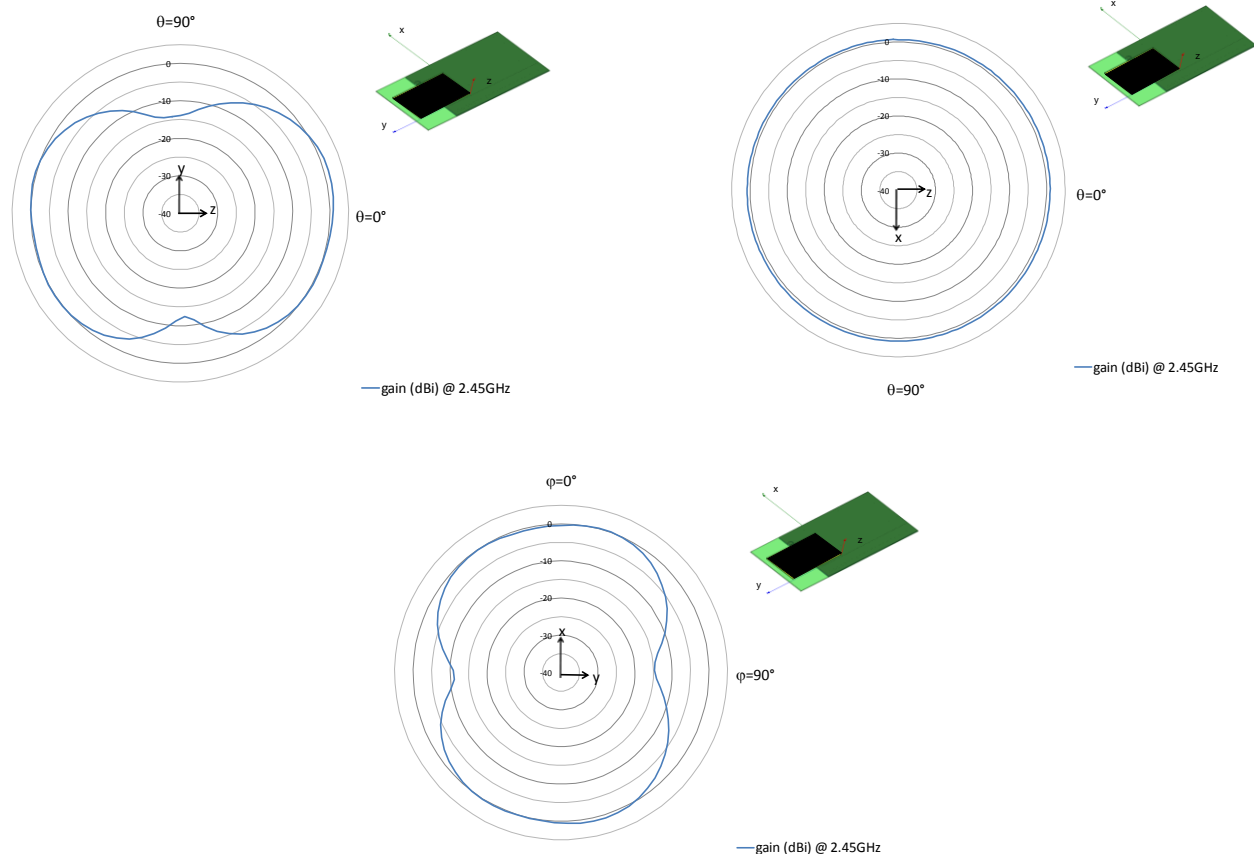 θ=90°
0
-10
-20
-30
-40
y
z
θ=0°
x
z
y
gain (dBi) @ 2.45GHz
0
-10
-20
-30
-40
z
x
θ=0°
θ=90°
x
z
y
gain (dBi) @ 2.45GHz
φ=0°
0
-10
-20
-30
-40
x
y
φ=90°
x
z
y
gain (dBi) @ 2.45GHz